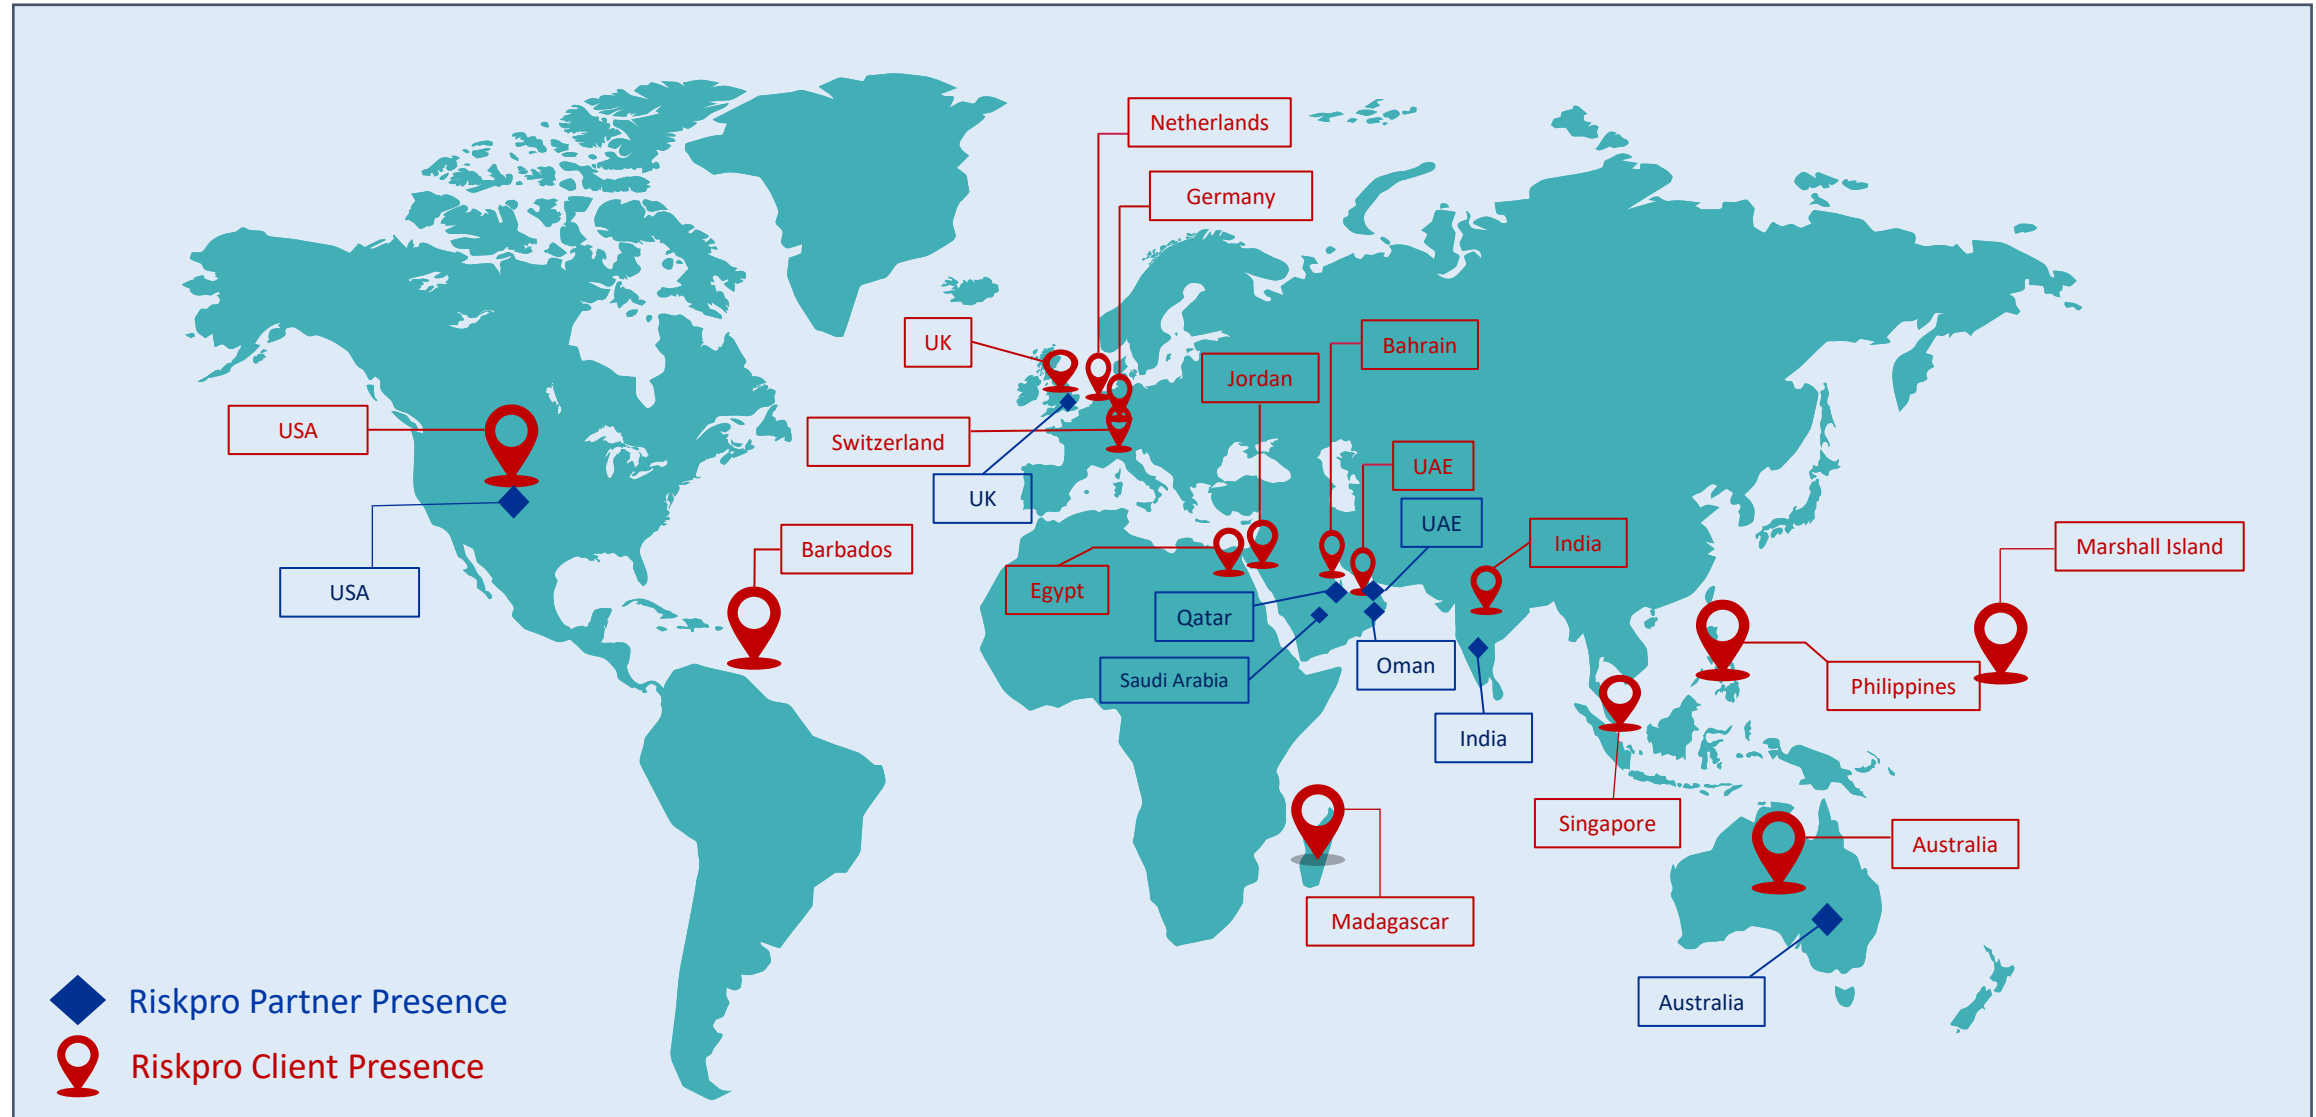 Netherlands
Germany
UK
Bahrain
Jordan
USA
Switzerland
UAE
UK
UAE
Barbados
India
Marshall Island
USA
Egypt
Qatar
Oman
Saudi Arabia
Philippines
India
Singapore
Australia
Madagascar
Riskpro Partner Presence
Australia
Riskpro Client Presence